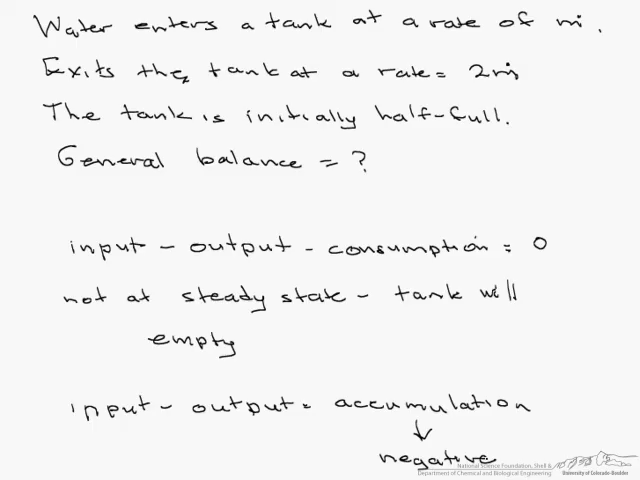 Water enters a tank at a rate of ṁ.
Exits the tank at a rate = 2ṁ
The tank is initially half-full.
General balance = ?
input - output - consumption = 0
not at steady state - tank will
empty
input - output = accumulation
↓
negative
National Science Foundation, Shell &
Department of Chemical and Biological Engineering
University of Colorado-Boulder